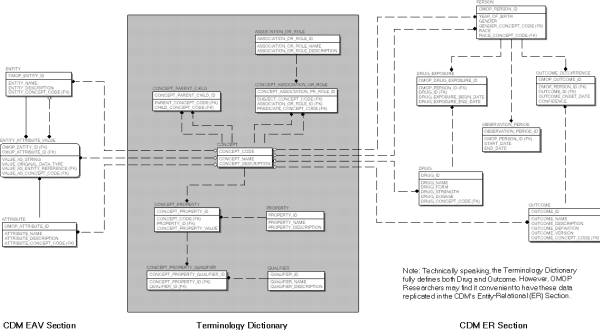 ENTITY
OMOP_ENTITY_ID
ENTITY_NAME
ENTITY_DESCRIPTION
ENTITY_CONCEPT_CODE (FK)
ENTITY_ATTRIBUTE_VALUE
OMOP_ENTITY_ID (FK)
OMOP_ATTRIBUTE_ID (FK)
VALUE_AS_STRING
VALUE_ORIGINAL_DATA_TYPE
VALUE_AS_ENTITY_REFERENCE (FK)
VALUE_AS_CONCEPT_CODE (FK)
ATTRIBUTE
OMOP_ATTRIBUTE_ID
ATTRIBUTE_NAME
ATTRIBUTE_DESCRIPTION
ATTRIBUTE_CONCEPT_CODE (FK)
CDM EAV Section
ASSOCIATION_OR_ROLE
ASSOCIATION_OR_ROLE_ID
ASSOCIATION_OR_ROLE_NAME
ASSOCIATION_OR_ROLE_DESCRIPTION
CONCEPT_PARENT_CHILD
CONCEPT_PARENT_CHILD_ID
PARENT_CONCEPT_CODE (FK)
CHILD_CONCEPT_CODE (FK)
CONCEPT_ASSOCIATION_OR_ROLE
CONCEPT_ASSOCIATION_OR_ROLE_ID
SUBJECT_CONCEPT_CODE (FK)
ASSOCIATION_OR_ROLE_ID (FK)
PREDICATE_CONCEPT_CODE (FK)
CONCEPT
CONCEPT_CODE
CONCEPT_NAME
CONCEPT_DESCRIPTION
CONCEPT_PROPERTY
CONCEPT_PROPERTY_ID
CONCEPT_CODE (FK)
PROPERTY_ID (FK)
CONCEPT_PROPERTY_VALUE
PROPERTY
PROPERTY_ID
PROPERTY_NAME
PROPERTY_DESCRIPTION
CONCEPT_PROPERTY_QUALIFIER
CONCEPT_PROPERTY_QUALIFIER_ID
CONCEPT_PROPERTY_ID (FK)
QUALIFIER_ID (FK)
QUALIFIER
QUALIFIER_ID
QUALIFIER_NAME
QUALIFIER_DESCRIPTION
Terminology Dictionary
PERSON
OMOP_PERSON_ID
YEAR_OF_BIRTH
GENDER
GENDER_CONCEPT_CODE (FK)
RACE
RACE_CONCEPT_CODE (FK)
DRUG_EXPOSURE
OMOP_DRUG_EXPOSURE_ID
OMOP_PERSON_ID (FK)
DRUG_ID (FK)
DRUG_EXPOSURE_BEGIN_DATE
DRUG_EXPOSURE_END_DATE
OUTCOME_OCCURRENCE
OMOP_OUTCOME_ID
OMOP_PERSON_ID (FK)
OUTCOME_ID (FK)
OUTCOME_ONSET_DATE
CONFIDENCE
OBSERVATION_PERIOD
OBSERVATION_PERIOD_ID
OMOP_PERSON_ID (FK)
START_DATE
END_DATE
DRUG
DRUG_ID
DRUG_NAME
DRUG_FORM
DRUG_STRENGTH
DRUG_DOSAGE
DRUG_CONCEPT_CODE (FK)
OUTCOME
OUTCOME_ID
OUTCOME_NAME
OUTCOME_DESCRIPTION
OUTCOME_DEFINITION
OUTCOME_VERSION
OUTCOME_CONCEPT_CODE (FK)
Note: Technically speaking, the Terminology Dictionary
fully defines both Drug and Outcome. However, OMOP
Researchers may find it convenient to have these data
replicated in the CDM's Entity-Relational (ER) Section.
CDM ER Section